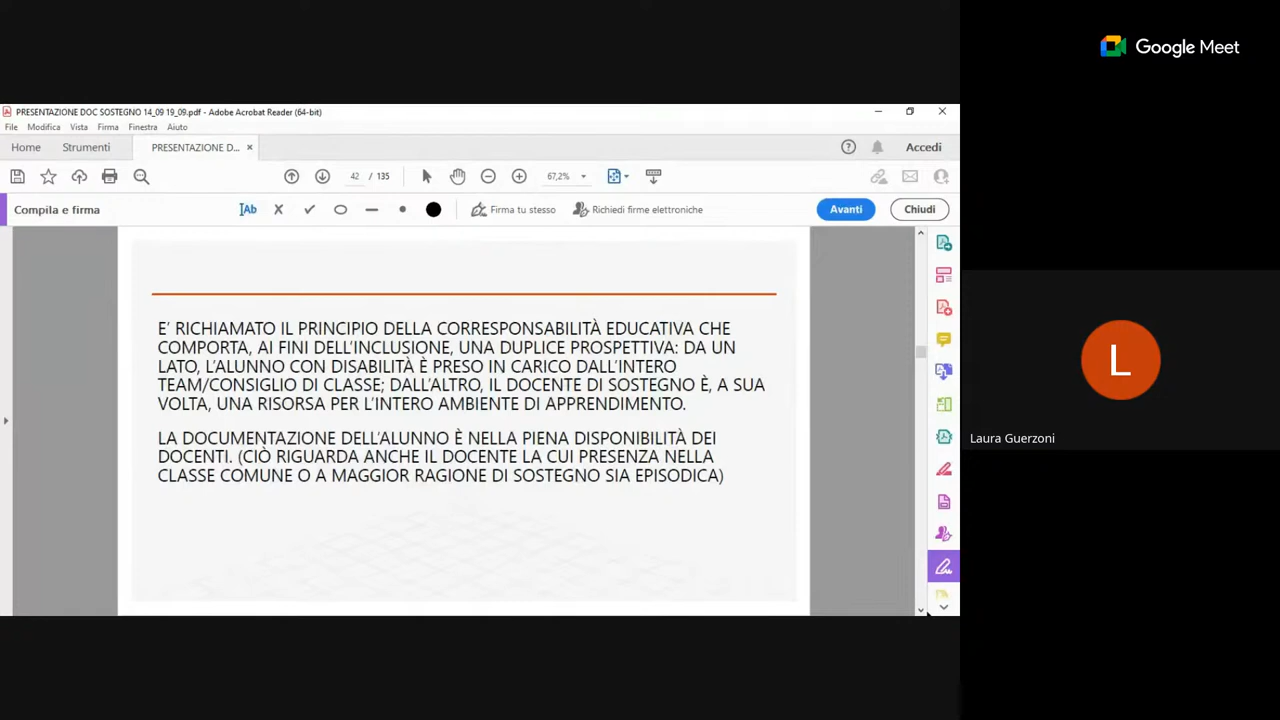 Google Meet
PRESENTAZIONE DOC SOSTEGNO 14_09 19_09.pdf - Adobe Acrobat Reader (64-bit)
File Modifica Vista Firma Finestra Aiuto
Home Strumenti PRESENTAZIONE D... × Accedi
42 / 135 67,2%
Compila e firma Ab Firma tu stesso Richiedi firme elettroniche Avanti Chiudi
E' RICHIAMATO IL PRINCIPIO DELLA CORRESPONSABILITÀ EDUCATIVA CHE
COMPORTA, AI FINI DELL'INCLUSIONE, UNA DUPLICE PROSPETTIVA: DA UN
LATO, L'ALUNNO CON DISABILITÀ È PRESO IN CARICO DALL'INTERO
TEAM/CONSIGLIO DI CLASSE; DALL'ALTRO, IL DOCENTE DI SOSTEGNO È, A SUA
VOLTA, UNA RISORSA PER L'INTERO AMBIENTE DI APPRENDIMENTO.
LA DOCUMENTAZIONE DELL'ALUNNO È NELLA PIENA DISPONIBILITÀ DEI
DOCENTI. (CIÒ RIGUARDA ANCHE IL DOCENTE LA CUI PRESENZA NELLA
CLASSE COMUNE O A MAGGIOR RAGIONE DI SOSTEGNO SIA EPISODICA)
L
Laura Guerzoni